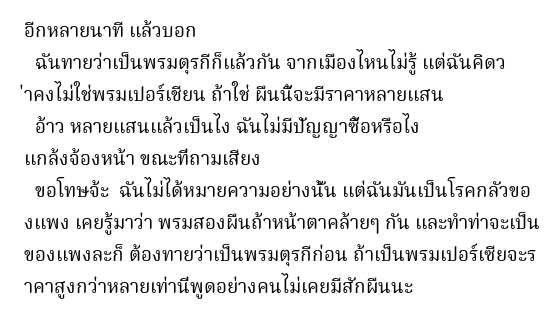 อีกหลายนาที แล้วบอก
ฉันทายว่าเป็นพรมตุรกีก็แล้วกัน จากเมืองไหนไม่รู้ แต่ฉันคิดว
่าคงไม่ใช่พรมเปอร์เซียน ถ้าใช่ ผืนนี้จะมีราคาหลายแสน
อ้าว หลายแสนแล้วเป็นไง ฉันไม่มีปัญญาซื้อหรือไง
แกล้งจ้องหน้า ขณะที่ถามเสียง
ขอโทษจ้ะ  ฉันไม่ได้หมายความอย่างนั้น แต่ฉันมันเป็นโรคกลัวขอ
งแพง เคยรู้มาว่า พรมสองผืนถ้าหน้าตาคล้ายๆ กัน และทำท่าจะเป็น
ของแพงละก็ ต้องทายว่าเป็นพรมตุรกีก่อน ถ้าเป็นพรมเปอร์เซียจะร
าคาสูงกว่าหลายเท่านี่พูดอย่างคนไม่เคยมีสักผืนนะ